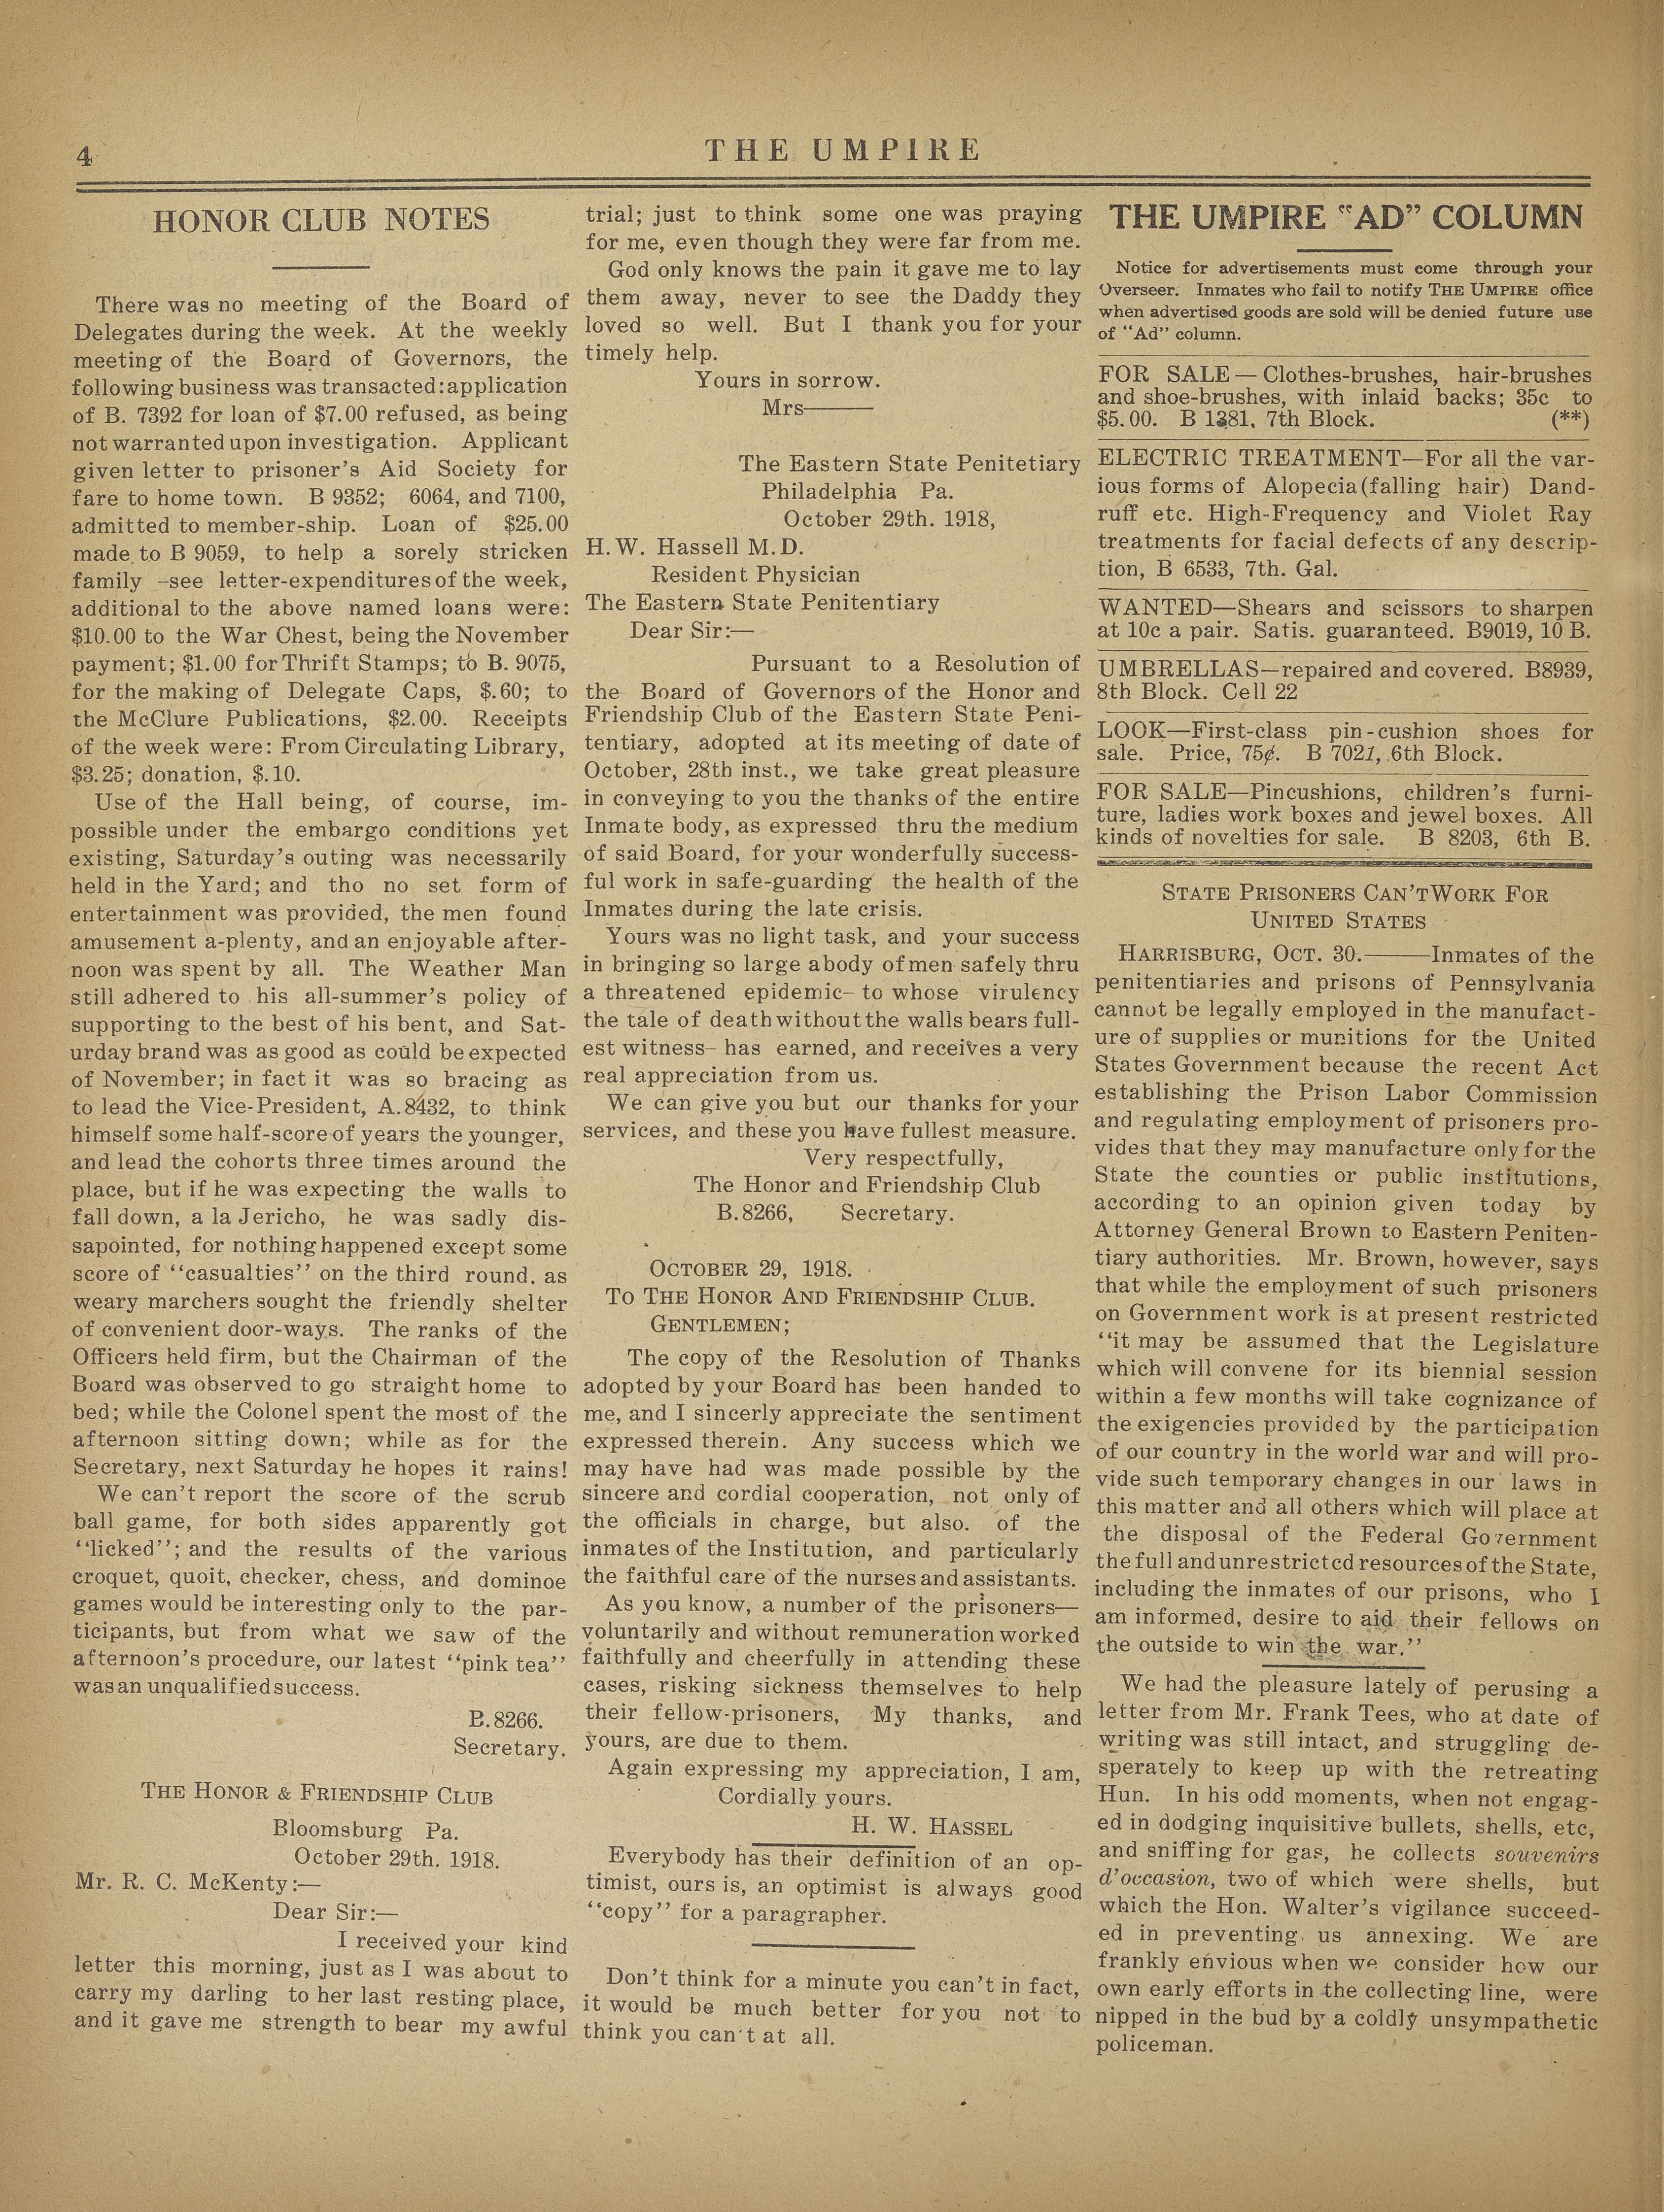 4
THE UMPIRE
HONOR CLUB NOTES
There was no meeting of the Board of
Delegates during the week. At the weekly
meeting of the Board of Governors, the
following business was transacted: application
of B. 7392 for loan of $7.00 refused, as being
not warranted upon investigation. Applicant
given letter to prisoner's Aid Society for
fare to home town. B 9352; 6064, and 7100,
admitted to member-ship. Loan of $25.00
made to B 9059, to help a sorely stricken
family –see letter-expenditures of the week,
additional to the above named loans were:
$10.00 to the War Chest, being the November
payment; $1.00 for Thrift Stamps; to B. 9075,
for the making of Delegate Caps, $.60; to
the McClure Publications, $2.00. Receipts
of the week were: From Circulating Library,
$3.25; donation, $.10.
Use of the Hall being, of course, im-
possible under the embargo conditions yet
existing, Saturday's outing was necessarily
held in the Yard; and tho no set form of
entertainment was provided, the men found
amusement a-plenty, and an enjoyable after-
noon was spent by all. The Weather Man
still adhered to his all-summer's policy of
supporting to the best of his bent, and Sat-
urday brand was as good as could be expected
of November; in fact it was so bracing as
to lead the Vice-President, A.8432, to think
himself some half-score of years the younger,
and lead the cohorts three times around the
place, but if he was expecting the walls to
fall down, a la Jericho, he was sadly dis-
sapointed, for nothing happened except some
score of ''casualties'' on the third round. as
weary marchers sought the friendly shelter
of convenient door-ways. The ranks of the
Officers held firm, but the Chairman of the
Board was observed to go straight home to
bed; while the Colonel spent the most of the
afternoon sitting down; while as for the
Secretary, next Saturday he hopes it rains!
We can't report the score of the scrub
ball game, for both sides apparently got
''licked''; and the results of the various
croquet, quoit, checker, chess, and dominoe
games would be interesting only to the par-
ticipants, but from what we saw of the
afternoon's procedure, our latest ''pink tea''
was an unqualified success.
B.8266.
Secretary.
THE HONOR & FRIENDSHIP CLUB
Bloomsburg Pa.
October 29th. 1918.
Mr. R. C. McKenty:—
Dear Sir:—
I received your kind
letter this morning, just as I was about to
carry my darling to her last resting place,
and it gave me strength to bear my awful
trial; just to think some one was praying
for me, even though they were far from me.
God only knows the pain it gave me to lay
them away, never to see the Daddy they
loved so well. But I thank you for your
timely help.
Yours in sorrow.
Mrs———
The Eastern State Penitetiary
Philadelphia Pa.
October 29th. 1918,
H. W. Hassell M. D.
Resident Physician
The Eastern State Penitentiary
Dear Sir:—
Pursuant to a Resolution of
the Board of Governors of the Honor and
Friendship Club of the Eastern State Peni-
tentiary, adopted at its meeting of date of
October, 28th inst., we take great pleasure
in conveying to you the thanks of the entire
Inmate body, as expressed thru the medium
of said Board, for your wonderfully success-
ful work in safe-guarding the health of the
Inmates during the late crisis.
Yours was no light task, and your success
in bringing so large abody of men safely thru
a threatened epidemic– to whose virulency
the tale of death without the walls bears full-
est witness– has earned, and receives a very
real appreciation from us.
We can give you but our thanks for your
services, and these you have fullest measure.
Very respectfully,
The Honor and Friendship Club
B.8266, Secretary.
OCTOBER 29, 1918.
TO THE HONOR AND FRIENDSHIP CLUB.
GENTLEMEN;
The copy of the Resolution of Thanks
adopted by your Board has been handed to
me, and I sincerly appreciate the sentiment
expressed therein. Any success which we
may have had was made possible by the
sincere and cordial cooperation, not only of
the officials in charge, but also. of the
inmates of the Institution, and particularly
the faithful care of the nurses and assistants.
As you know, a number of the prisoners—
voluntarily and without remuneration worked
faithfully and cheerfully in attending these
cases, risking sickness themselves to help
their fellow-prisoners, My thanks, and
yours, are due to them.
Again expressing my appreciation, I am,
Cordially yours.
H. W. HASSEL
Everybody has their definition of an op-
timist, ours is, an optimist is always good
''copy'' for a paragrapher.
Don't think for a minute you can't in fact,
it would be much better for you not to
think you can't at all.
THE UMPIRE "AD" COLUMN
Notice for advertisements must come through your
Overseer. Inmates who fail to notify THE UMPIRE office
when advertised goods are sold will be denied future use
of "Ad" column.
FOR SALE — Clothes-brushes, hair-brushes
and shoe-brushes, with inlaid backs; 35c to
$5.00. B 1381, 7th Block. (**)
ELECTRIC TREATMENT—For all the var-
ious forms of Alopecia(falling hair) Dand-
ruff etc. High-Frequency and Violet Ray
treatments for facial defects of any descrip-
tion, B 6533, 7th. Gal.
WANTED—Shears and scissors to sharpen
at 10c a pair. Satis. guaranteed. B9019, 10 B.
UMBRELLAS—repaired and covered. B8939,
8th Block. Cell 22
LOOK—First-class pin-cushion shoes for
sale. Price, 75¢. B 7021, 6th Block.
FOR SALE—Pincushions, children's furni-
ture, ladies work boxes and jewel boxes. All
kinds of novelties for sale. B 8203, 6th B.
STATE PRISONERS CAN'T WORK FOR
UNITED STATES
HARRISBURG, OCT. 30.———Inmates of the
penitentiaries and prisons of Pennsylvania
cannot be legally employed in the manufact-
ure of supplies or munitions for the United
States Government because the recent Act
establishing the Prison Labor Commission
and regulating employment of prisoners pro-
vides that they may manufacture only for the
State the counties or public institutions,
according to an opinion given today by
Attorney General Brown to Eastern Peniten-
tiary authorities. Mr. Brown, however, says
that while the employment of such prisoners
on Government work is at present restricted
''it may be assumed that the Legislature
which will convene for its biennial session
within a few months will take cognizance of
the exigencies provided by the participation
of our country in the world war and will pro-
vide such temporary changes in our laws in
this matter and all others which will place at
the disposal of the Federal Government
the full and unrestricted resources of the State,
including the inmates of our prisons, who I
am informed, desire to aid their fellows on
the outside to win the war.''
We had the pleasure lately of perusing a
letter from Mr. Frank Tees, who at date of
writing was still intact, and struggling de-
sperately to keep up with the retreating
Hun. In his odd moments, when not engag-
ed in dodging inquisitive bullets, shells, etc,
and sniffing for gas, he collects souvenirs
d'occasion, two of which were shells, but
which the Hon. Walter's vigilance succeed-
ed in preventing us annexing. We are
frankly envious when we consider how our
own early efforts in the collecting line, were
nipped in the bud by a coldly unsympathetic
policeman.